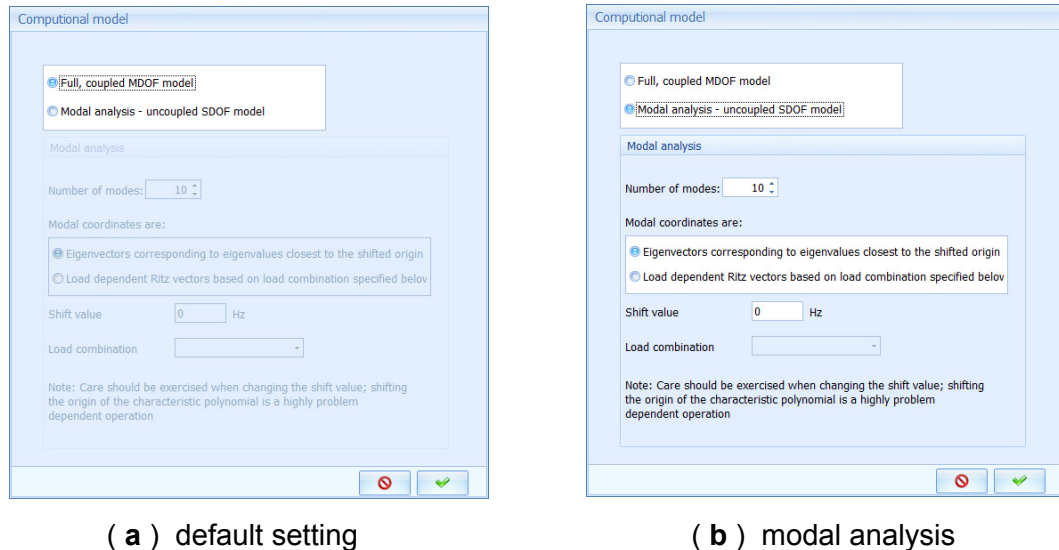 Computional model
Full, coupled MDOF model
Modal analysis - uncoupled SDOF model
Modal analysis
Number of modes: 10
Modal coordinates are:
Eigenvectors corresponding to eigenvalues closest to the shifted origin
Load dependent Ritz vectors based on load combination specified belov
Shift value 0 Hz
Load combination
Note: Care should be exercised when changing the shift value; shifting
the origin of the characteristic polynomial is a highly problem
dependent operation
( a ) default setting
Computional model
Full, coupled MDOF model
Modal analysis - uncoupled SDOF model
Modal analysis
Number of modes: 10
Modal coordinates are:
Eigenvectors corresponding to eigenvalues closest to the shifted origin
Load dependent Ritz vectors based on load combination specified belov
Shift value 0 Hz
Load combination
Note: Care should be exercised when changing the shift value; shifting
the origin of the characteristic polynomial is a highly problem
dependent operation
( b ) modal analysis